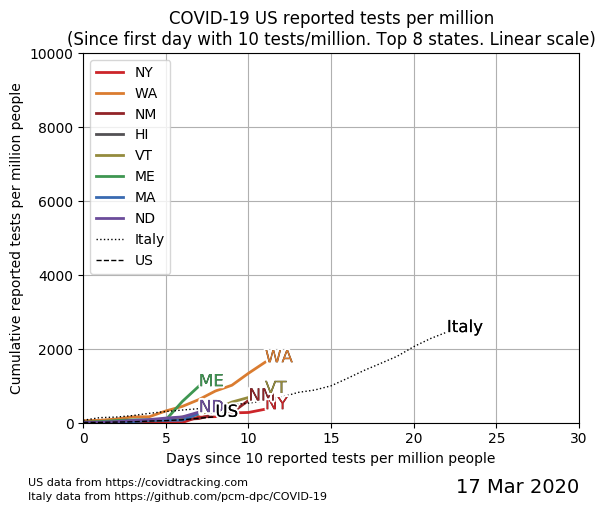 COVID-19 US reported tests per million
(Since first day with 10 tests/million. Top 8 states. Linear scale)
Cumulative reported tests per million people
10000
8000
6000
4000
2000
0
NY
WA
NM
HI
VT
ME
MA
ND
Italy
US
Italy
WA
ME
VT
NM
NY
ND
US
0
5
10
15
20
25
30
Days since 10 rported tests per million people
US data from https://covidtracking.com
Italy data from https://github.com/pcm-dpc/COVID-19
17 Mar 2020